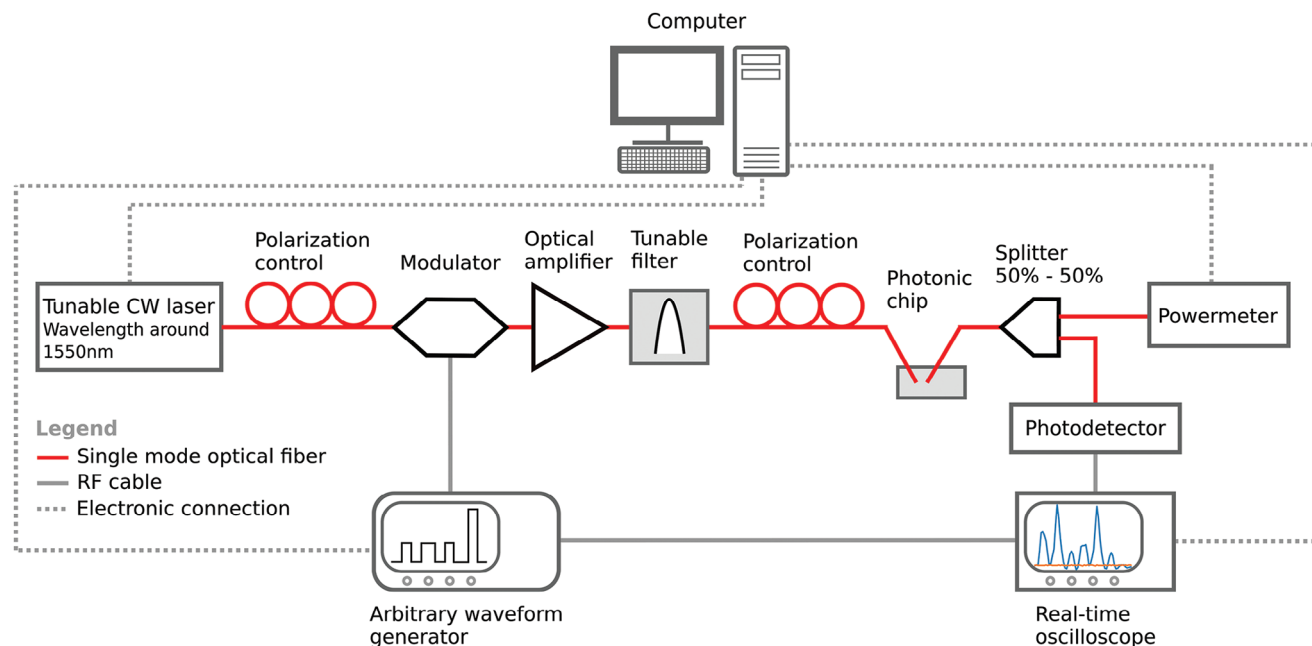 Computer
Polarization
control
Modulator
Optical
amplifier
Tunable
filter
Polarization
control
Photonic
chip
Splitter
50% - 50%
Tunable CW laser
Wavelength around
1550nm
Powermeter
Photodetector
Legend
Single mode optical fiber
RF cable
Electronic connection
Arbitrary waveform
generator
Real-time
oscilloscope